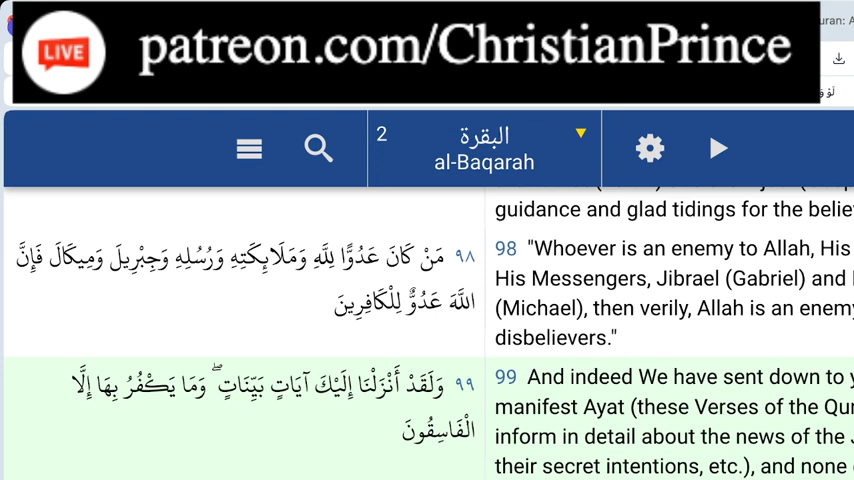 LIVE
patreon.com/ChristianPrince
uran: A
لَوْ وَ
2
البقرة
al-Baqarah
guidance and glad tidings for the belie
٩٨ مَنْ كَانَ عَدُوًّا لِلَّهِ وَمَلَائِكَتِهِ وَرُسُلِهِ وَجِبْرِيلَ وَمِيكَالَ فَإِنَّ
اللَّهَ عَدُوٌّ لِلْكَافِرِينَ
98 "Whoever is an enemy to Allah, His
His Messengers, Jibrael (Gabriel) and
(Michael), then verily, Allah is an enemy
disbelievers."
٩٩ وَلَقَدْ أَنْزَلْنَا إِلَيْكَ آيَاتٍ بَيِّنَاتٍ ۖ وَمَا يَكْفُرُ بِهَا إِلَّا
الْفَاسِقُونَ
99 And indeed We have sent down to y
manifest Ayat (these Verses of the Qur
inform in detail about the news of the
their secret intentions, etc.), and none